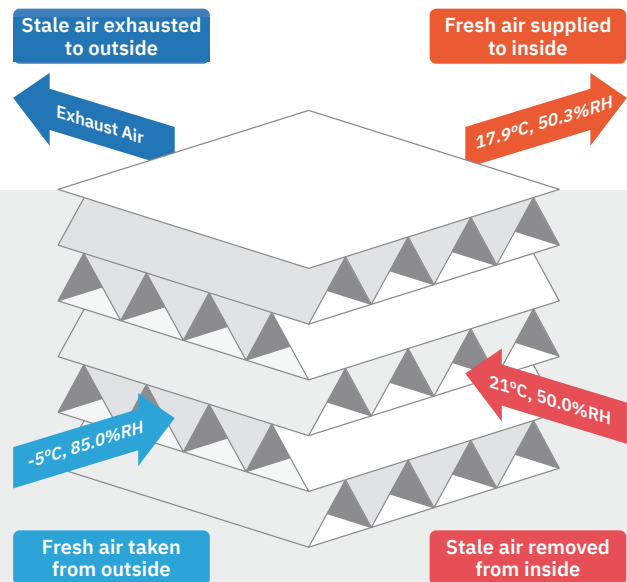 Stale air exhausted
to outside
Fresh air supplied
to inside
Exhaust Air
17.9ºC, 50.3%RH
-5ºC, 85.0%RH
21ºC, 50.0%RH
Fresh air taken
from outside
Stale air removed
from inside